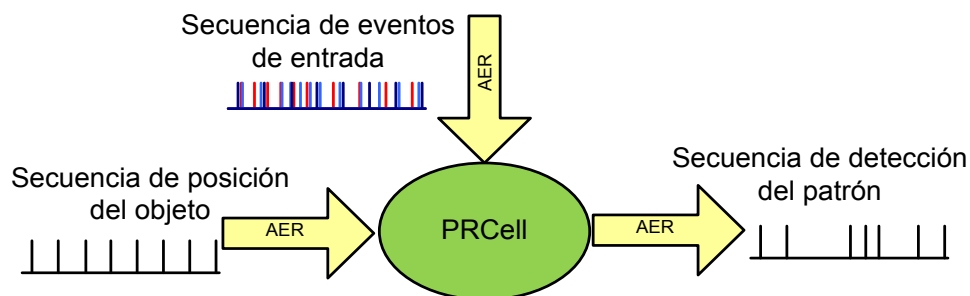 Secuencia de eventos
de entrada
AER
Secuencia de posición
del objeto
AER
PRCell
AER
Secuencia de detección
del patrón